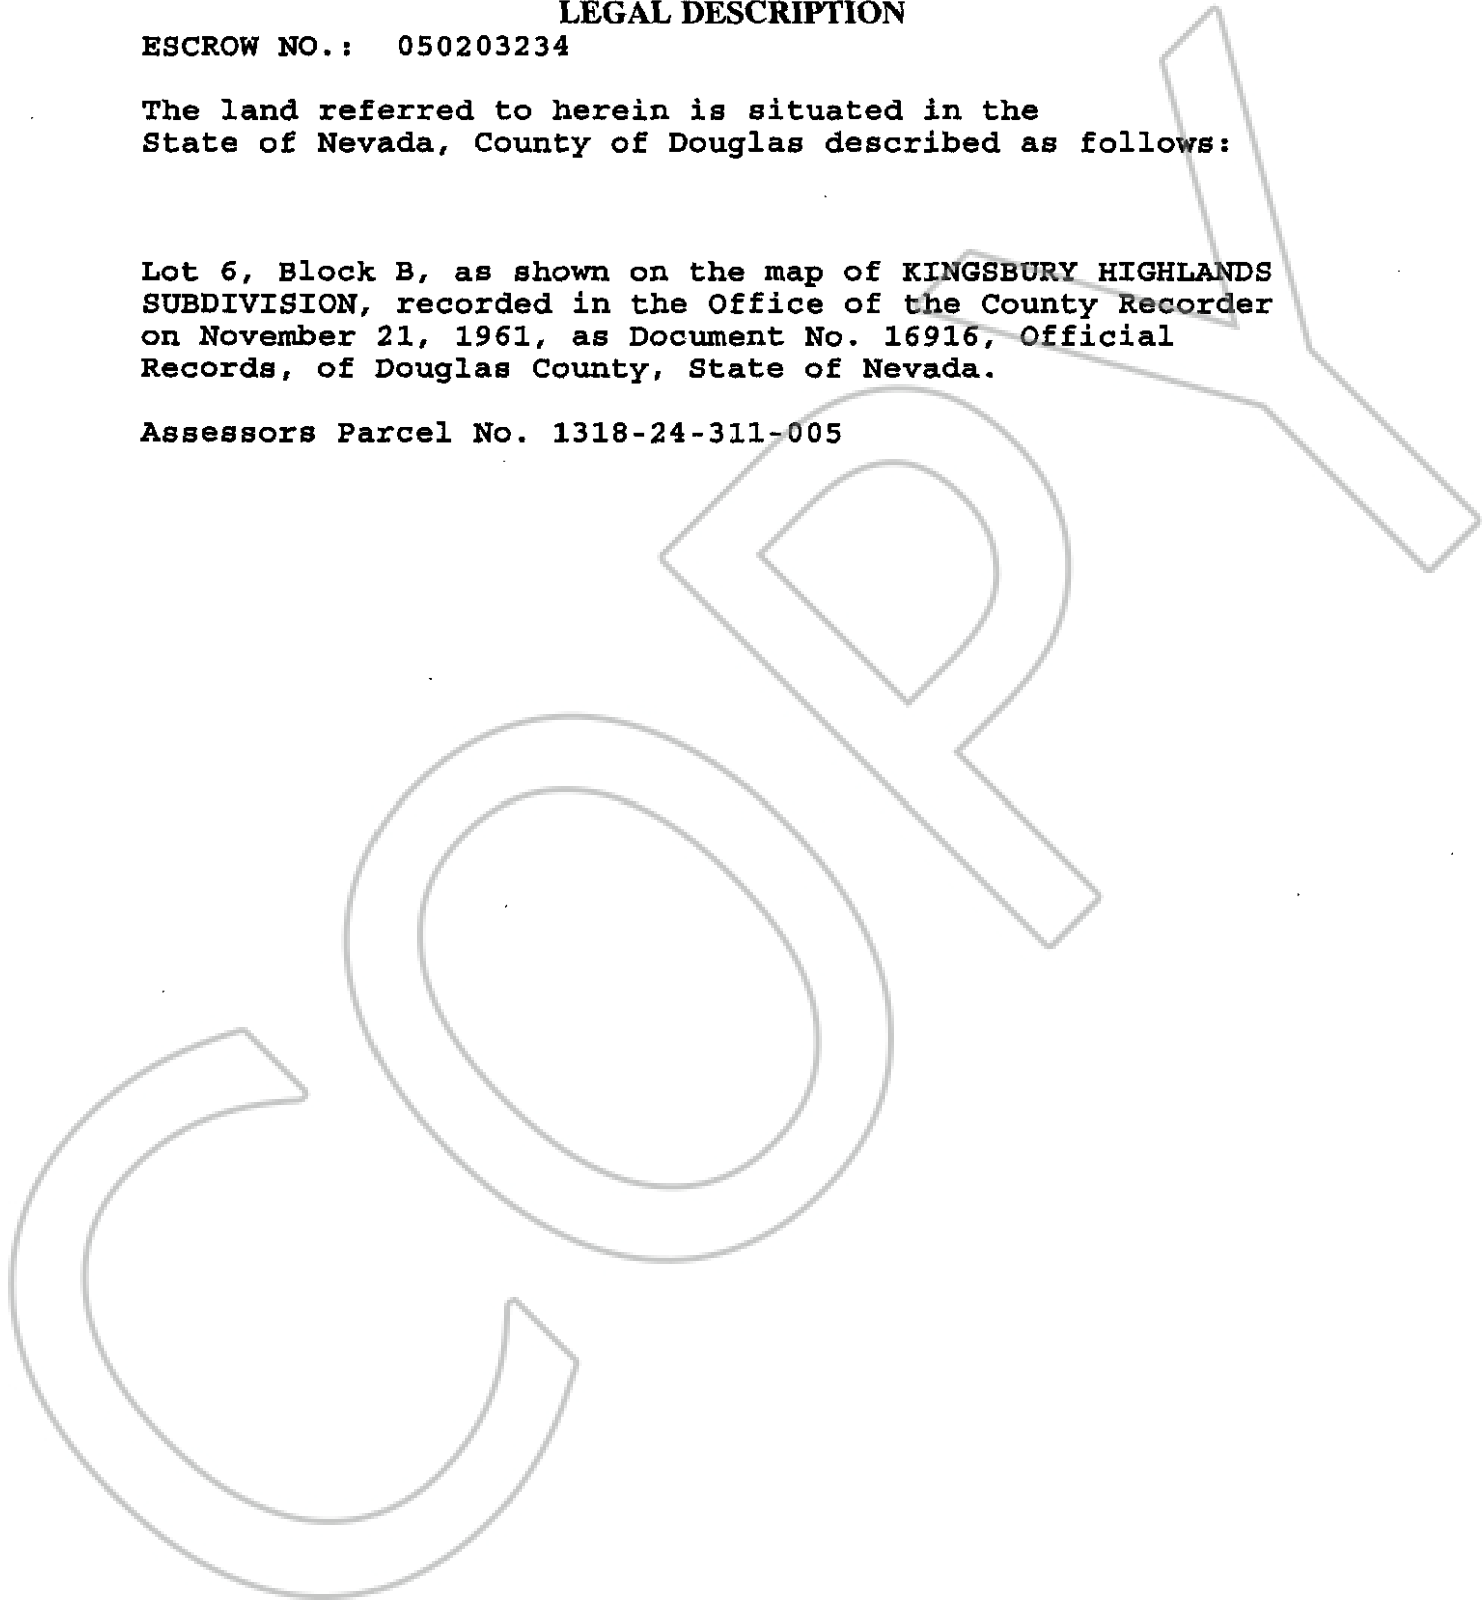 LEGAL DESCRIPTION
ESCROW NO.: 050203234
The land referred to herein is situated in the
State of Nevada, County of Douglas described as follows:
Lot 6, Block B, as shown on the map of KINGSBURY HIGHLANDS
SUBDIVISION, recorded in the Office of the County Recorder
on November 21, 1961, as Document No. 16916, Official
Records, of Douglas County, State of Nevada.
Assessors Parcel No. 1318-24-311-005
COPY